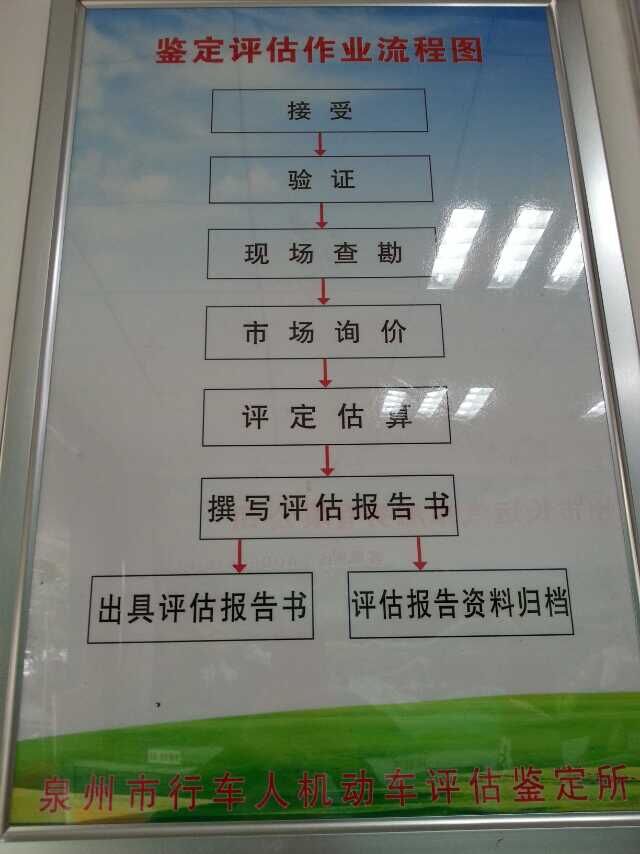 鉴定评估作业流程图
接受
验证
现场查勘
市场询价
评定估算
撰写评估报告书
出具评估报告书
评估报告资料归档
泉州市行车人机动车评估鉴定所